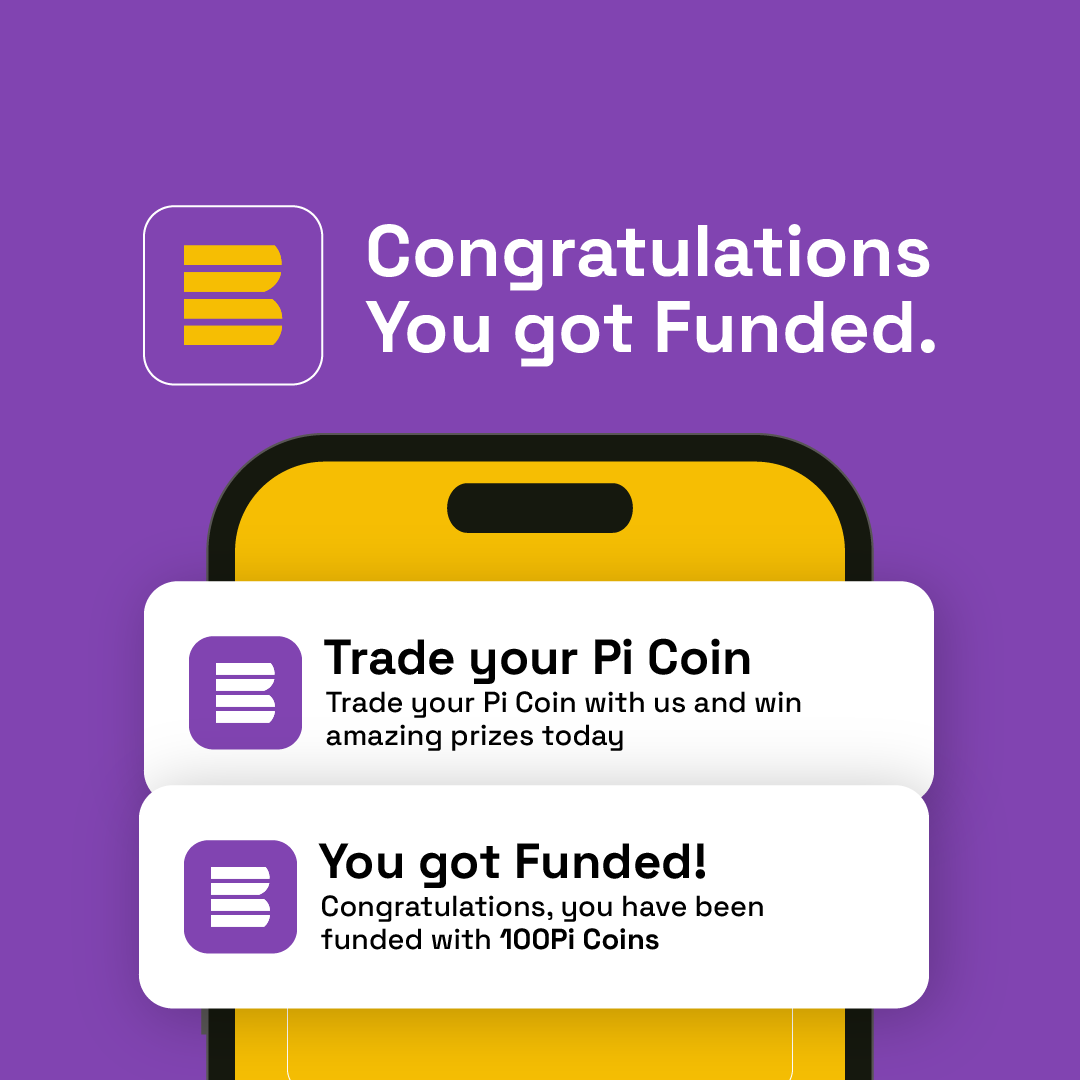 Congratulations
You got Funded.
Trade your Pi Coin
Trade your Pi Coin with us and win
amazing prizes today
You got Funded!
Congratulations, you have been
funded with 100Pi Coins